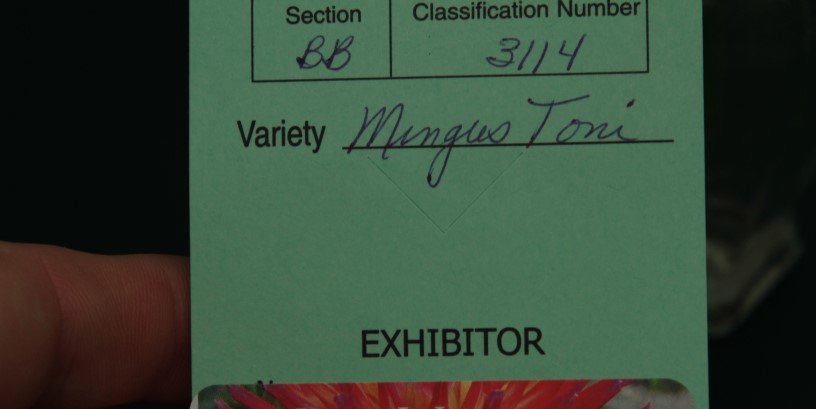 Section Classification Number
BB 3114
Variety Mingus Toni
EXHIBITOR